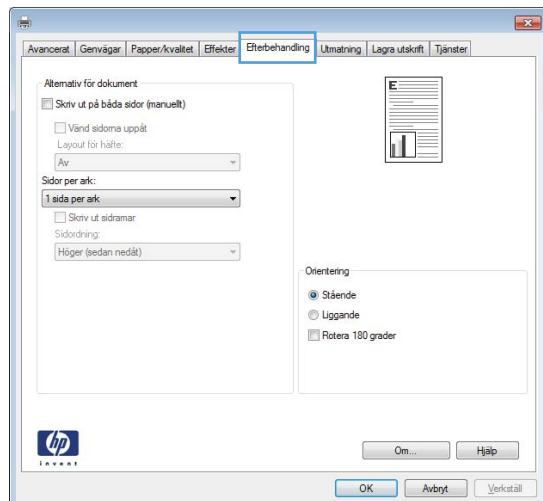 Avancerat Genvägar Papper/kvalitet Effekter Efterbehandling Utmatning Lagra utskrift Tjänster
Alternativ för dokument
Skriv ut på båda sidor (manuellt)
Vänd sidorna uppåt
Layout för häfte:
Av
Sidor per ark:
1 sida per ark
Skriv ut sidramar
Sidordning:
Höger (sedan nedåt)
E
Orientering
Stående
Liggande
Rotera 180 grader
hp
invent
Om... Hjälp
OK Avbryt Verkställ